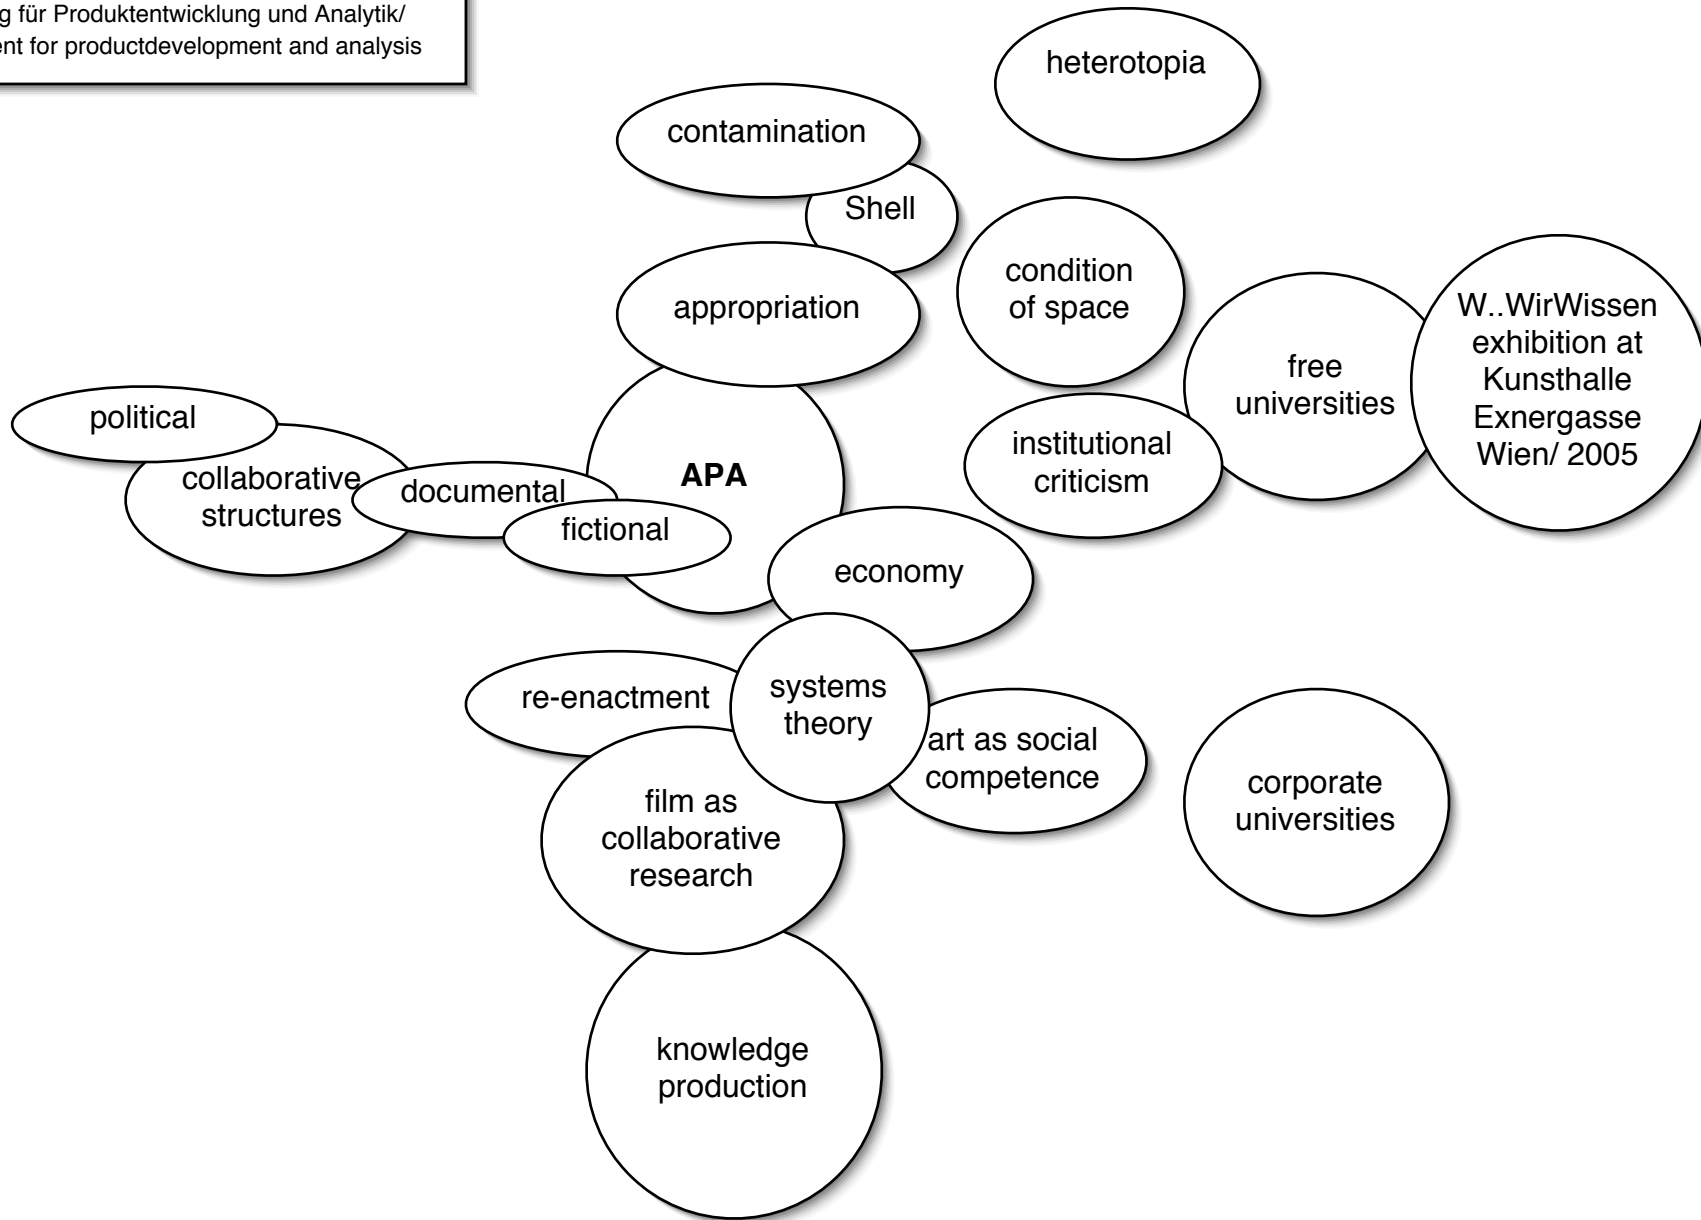 für Produktentwicklung und Analytik/
for productdevelopment and analysis
heterotopia
contamination
Shell
appropriation
condition
of space
free
universities
W..WirWissen
exhibition at
Kunsthalle
Exnergasse
Wien/ 2005
political
collaborative
structures
documental
fictional
APA
institutional
criticism
economy
re-enactment
systems
theory
art as social
competence
corporate
universities
film as
collaborative
research
knowledge
production